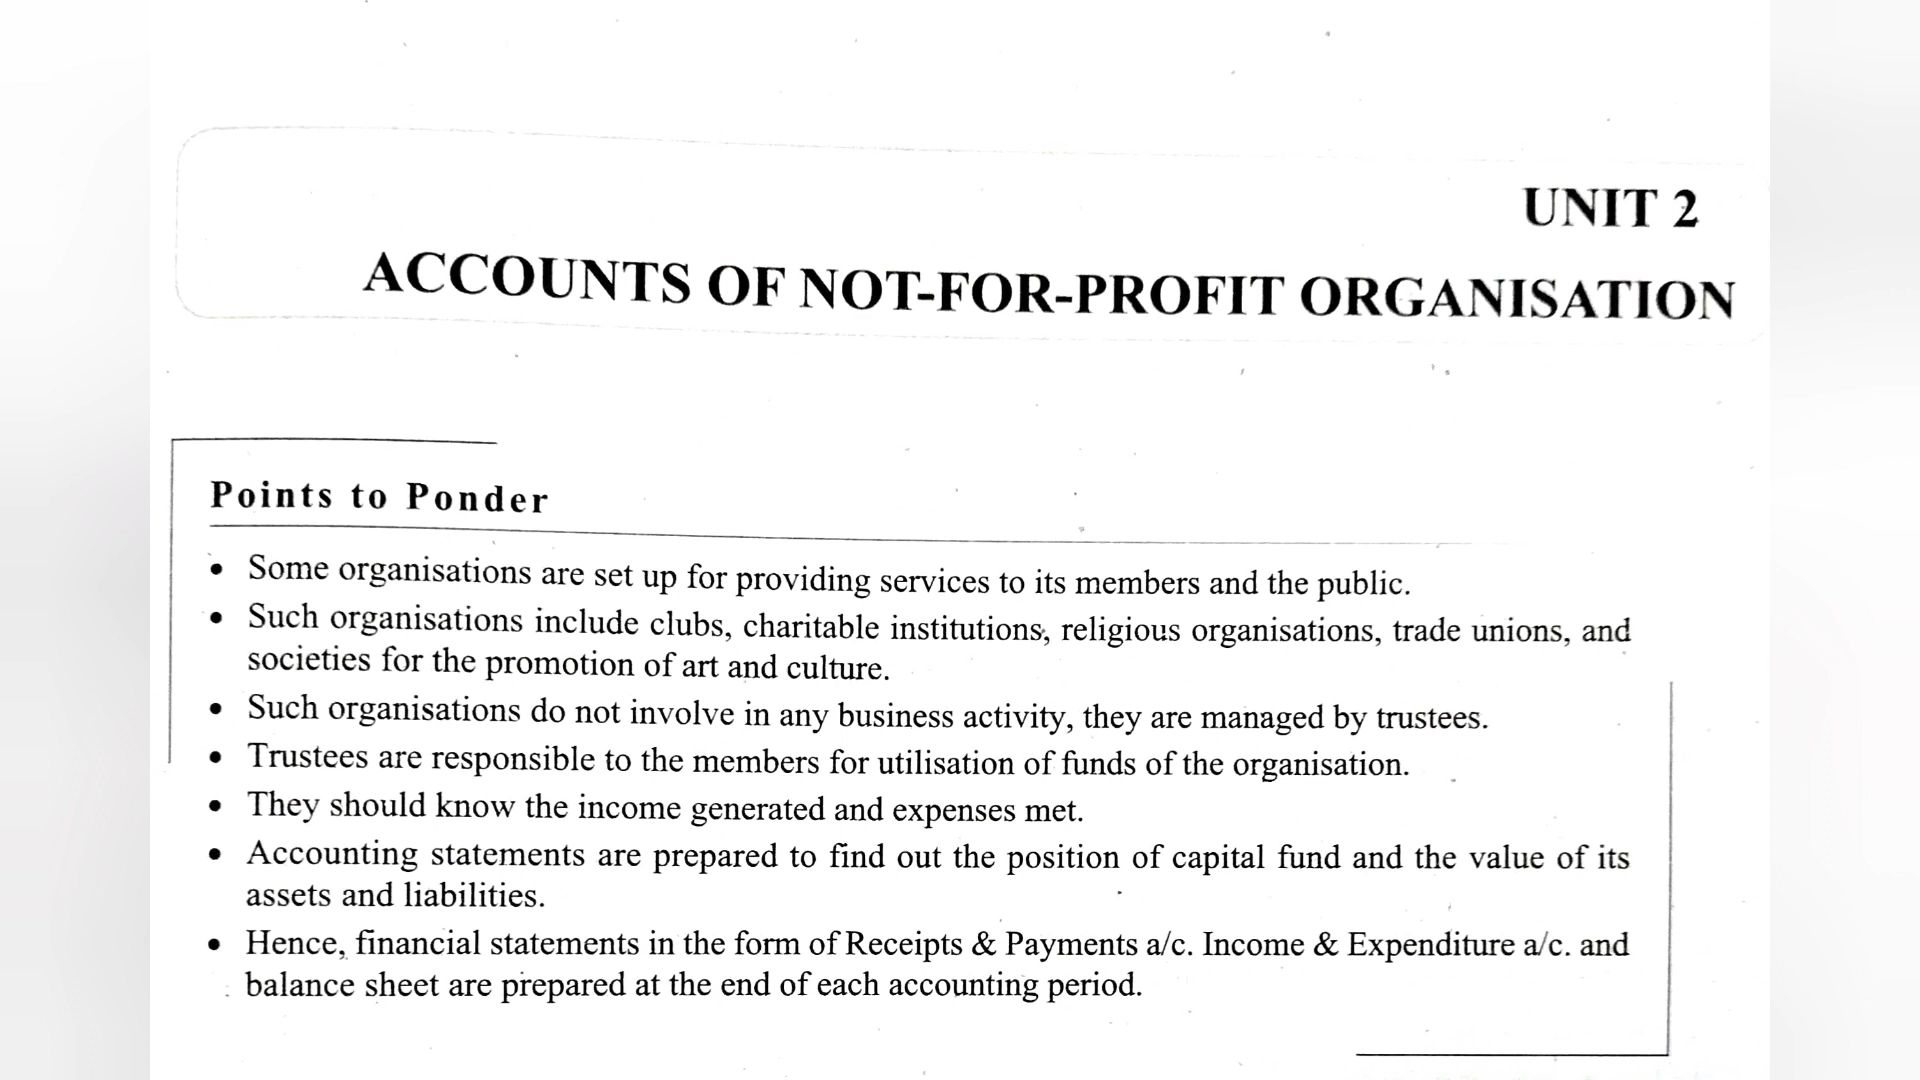 UNIT 2
ACCOUNTS OF NOT-FOR-PROFIT ORGANISATION
Points to Ponder
• Some organisations are set up for providing services to its members and the public.
• Such organisations include clubs, charitable institutions, religious organisations, trade unions, and
societies for the promotion of art and culture.
• Such organisations do not involve in any business activity, they are managed by trustees.
• Trustees are responsible to the members for utilisation of funds of the organisation.
• They should know the income generated and expenses met.
• Accounting statements are prepared to find out the position of capital fund and the value of its
assets and liabilities.
• Hence, financial statements in the form of Receipts & Payments a/c. Income & Expenditure a/c. and
balance sheet are prepared at the end of each accounting period.